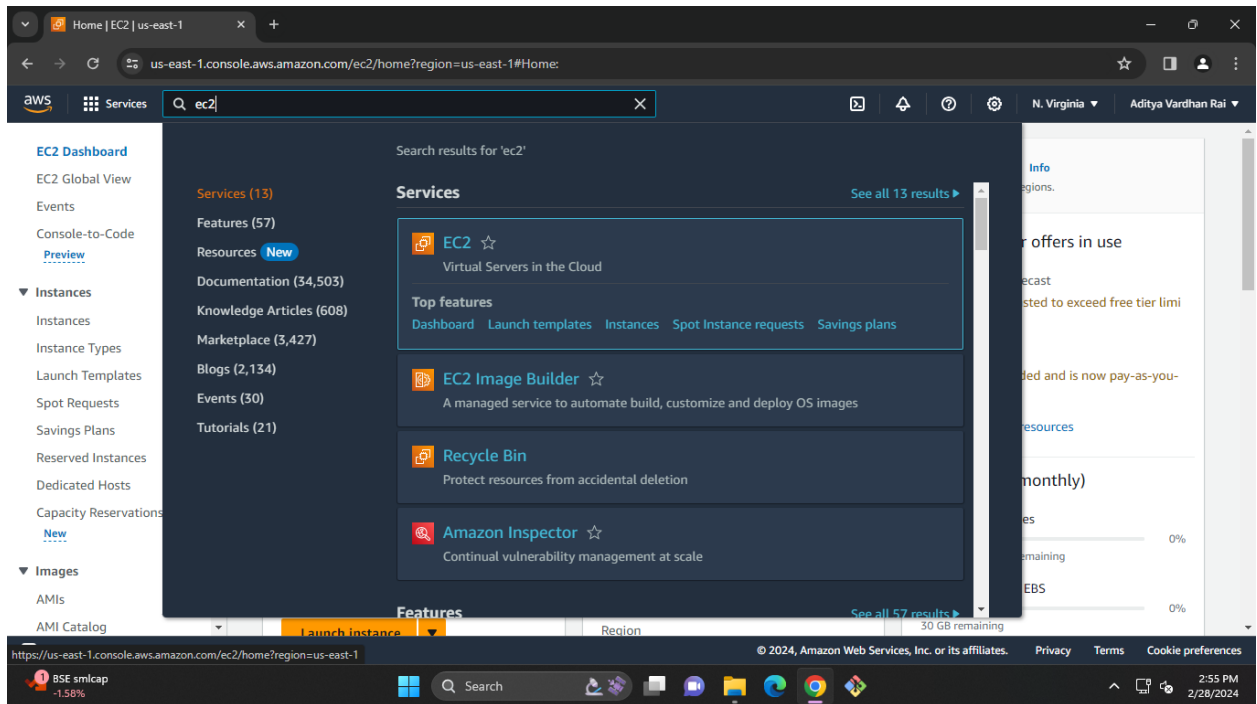 Home | EC2 | us-east-1
us-east-1.console.aws.amazon.com/ec2/home?region=us-east-1#Home:
aws Services ec2 N. Virginia Aditya Vardhan Rai
EC2 Dashboard
EC2 Global View
Events
Console-to-Code
Preview
Instances
Instances
Instance Types
Launch Templates
Spot Requests
Savings Plans
Reserved Instances
Dedicated Hosts
Capacity Reservations
New
Images
AMIs
AMI Catalog
Search results for 'ec2'
Services (13)
Features (57)
Resources New
Documentation (34,503)
Knowledge Articles (608)
Marketplace (3,427)
Blogs (2,134)
Events (30)
Tutorials (21)
Services See all 13 results
EC2
Virtual Servers in the Cloud
Top features
Dashboard Launch templates Instances Spot Instance requests Savings plans
EC2 Image Builder
A managed service to automate build, customize and deploy OS images
Recycle Bin
Protect resources from accidental deletion
Amazon Inspector
Continual vulnerability management at scale
Features See all 57 results
Info
egions.
r offers in use
ecast
sted to exceed free tier limi
ded and is now pay-as-you-
resources
monthly)
es
0%
emaining
EBS
0%
30 GB remaining
Launch instance
Region
© 2024, Amazon Web Services, Inc. or its affiliates. Privacy Terms Cookie preferences
https://us-east-1.console.aws.amazon.com/ec2/home?region=us-east-1
1
BSE smlcap
-1.58%
Search
2:55 PM
2/28/2024